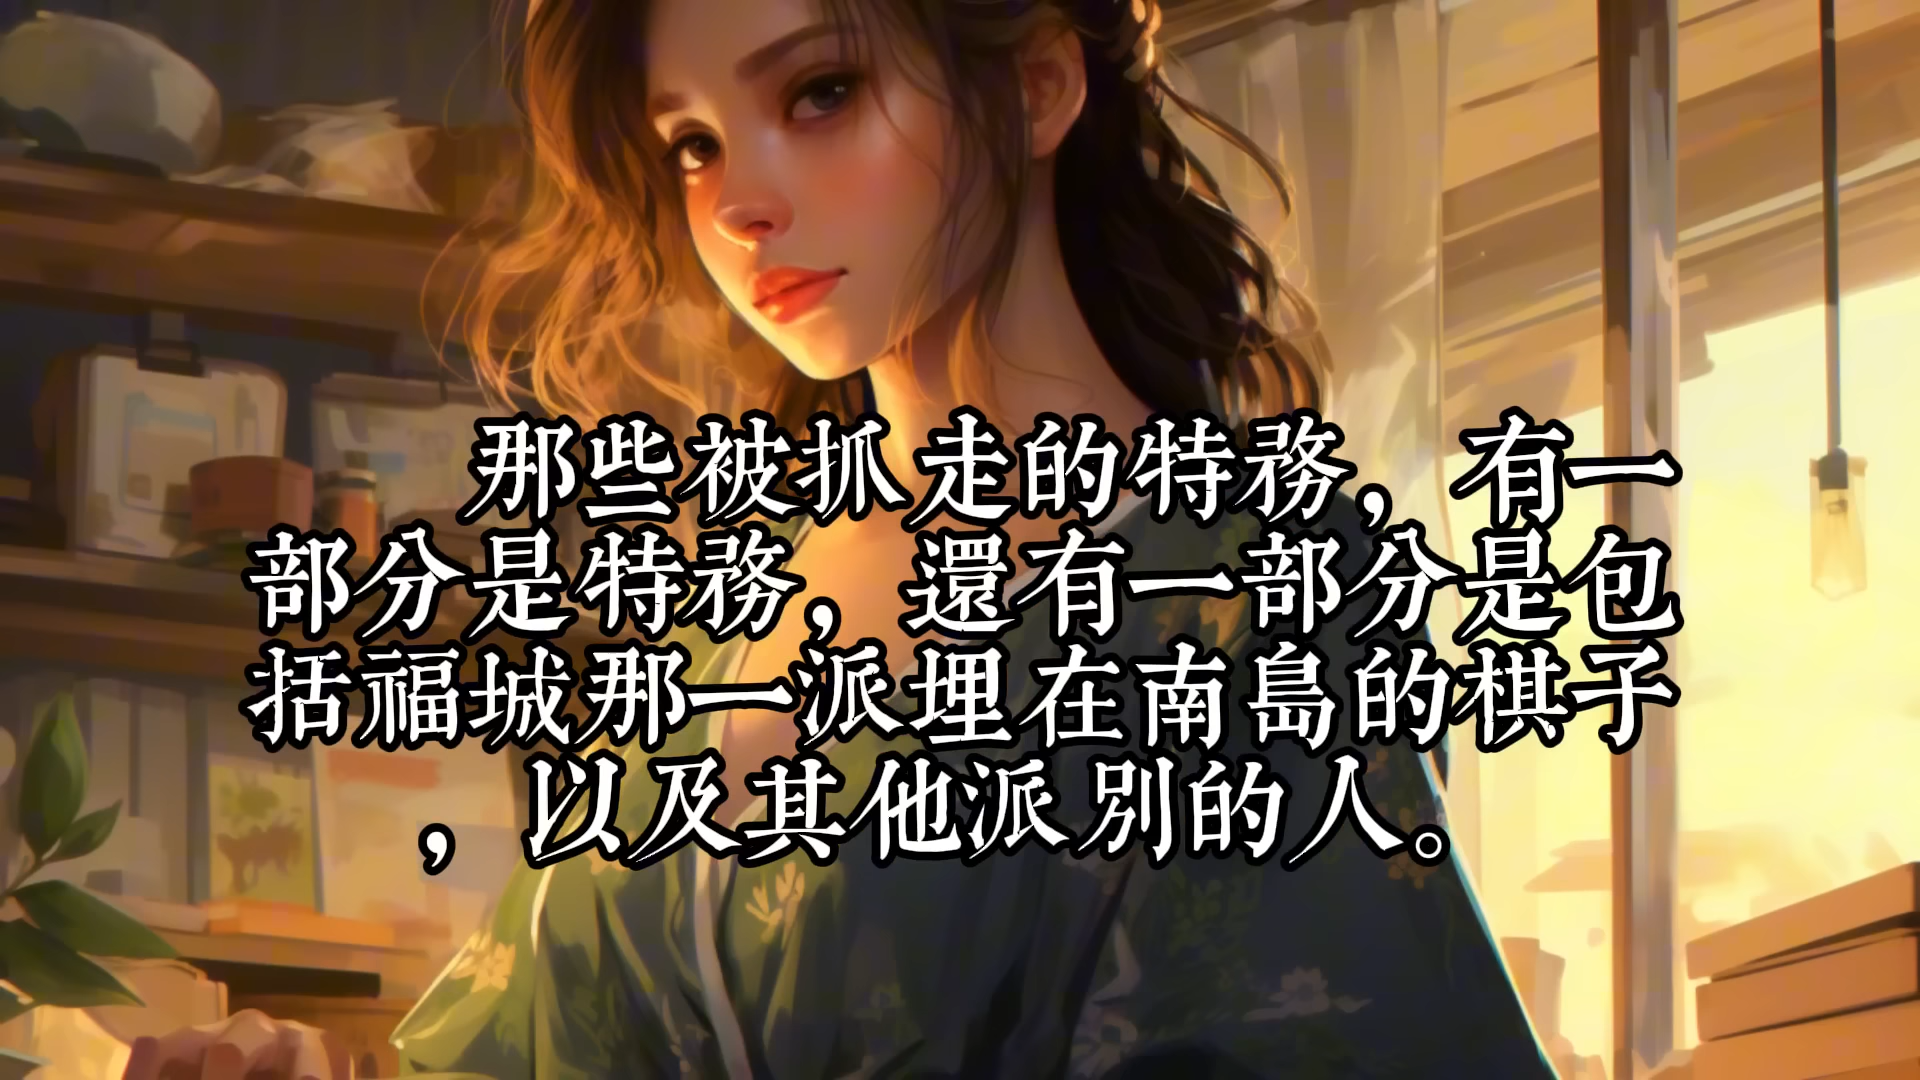 那些被抓走的特務，有一
部分是特務，還有一部分是包
括福城那一派埋在南島的棋子
，以及其他派別的人。